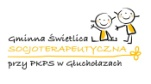 Gminna Świetlica
SOCJOTERAPEUTYCZNA
przy PKPS w Głuchołazach